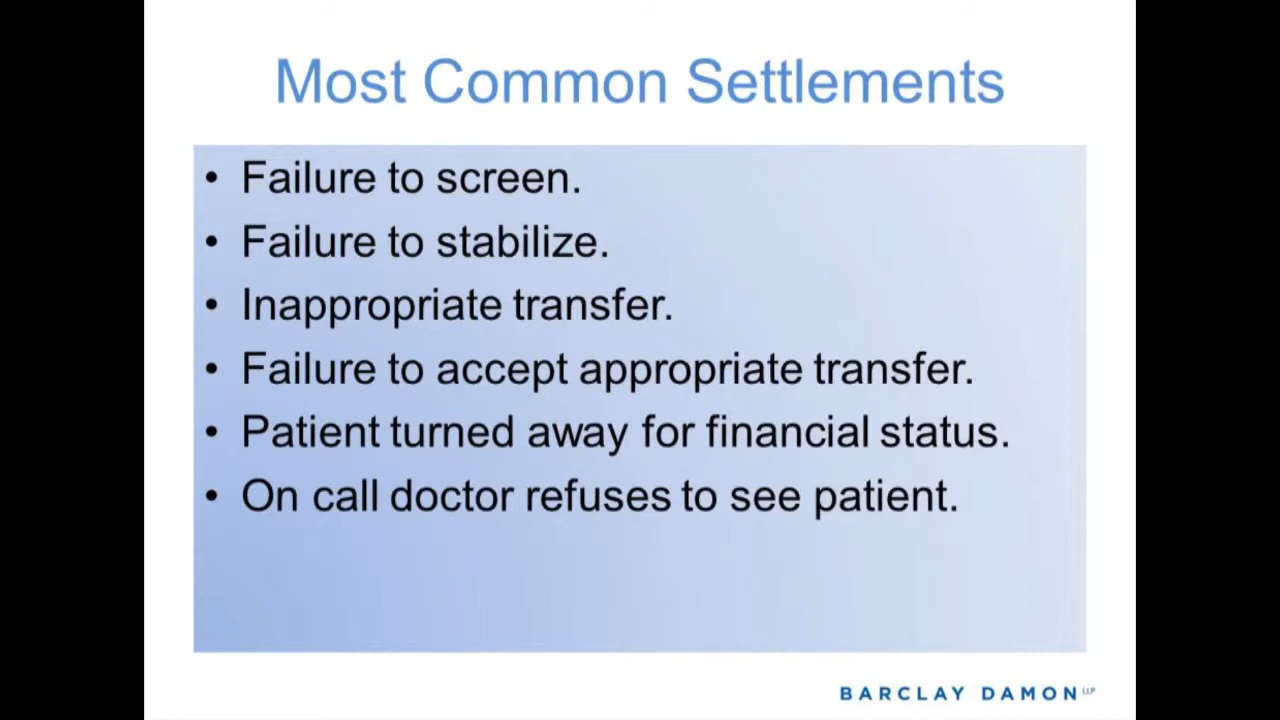 Most Common Settlements
• Failure to screen.
• Failure to stabilize.
• Inappropriate transfer.
• Failure to accept appropriate transfer.
• Patient turned away for financial status.
• On call doctor refuses to see patient.
BARCLAY DAMON LLP